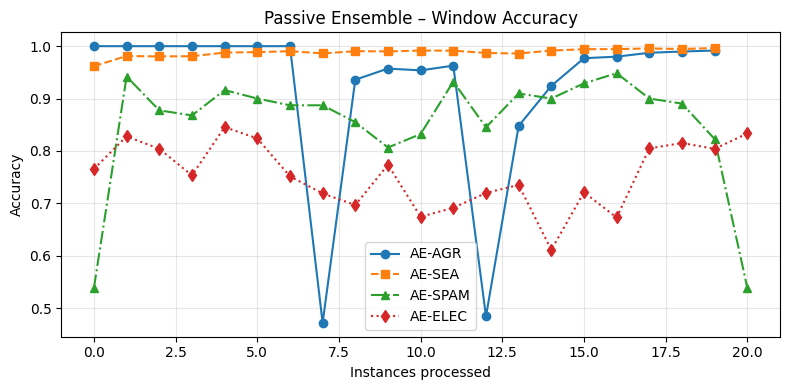 Passive Ensemble – Window Accuracy
Accuracy
1.0
0.9
0.8
0.7
0.6
0.5
AE-AGR
AE-SEA
AE-SPAM
AE-ELEC
0.0 2.5 5.0 7.5 10.0 12.5 15.0 17.5 20.0
Instances processed